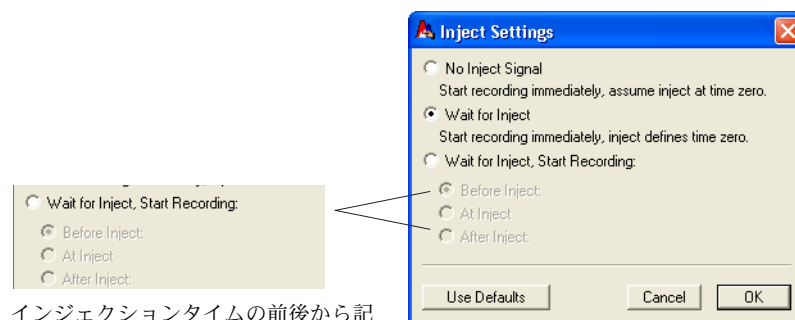 Inject Settings
No Inject Signal
Start recording immediately, assume inject at time zero.
Wait for Inject
Start recording immediately, inject defines time zero.
Wait for Inject, Start Recording:
Before Inject:
At Inject
After Inject:
Use Defaults
Cancel
OK
Wait for Inject, Start Recording:
Before Inject:
At Inject
After Inject:
インジェクションタイムの前後から記